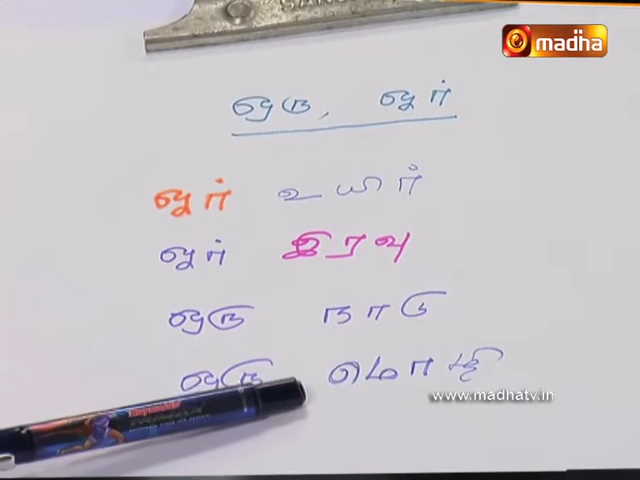 madha
ஒரு, ஓர்
ஓர் உயிர்
ஓர் இரவு
ஒரு நாடு
ஒரு மொழி
www.madhatv.in